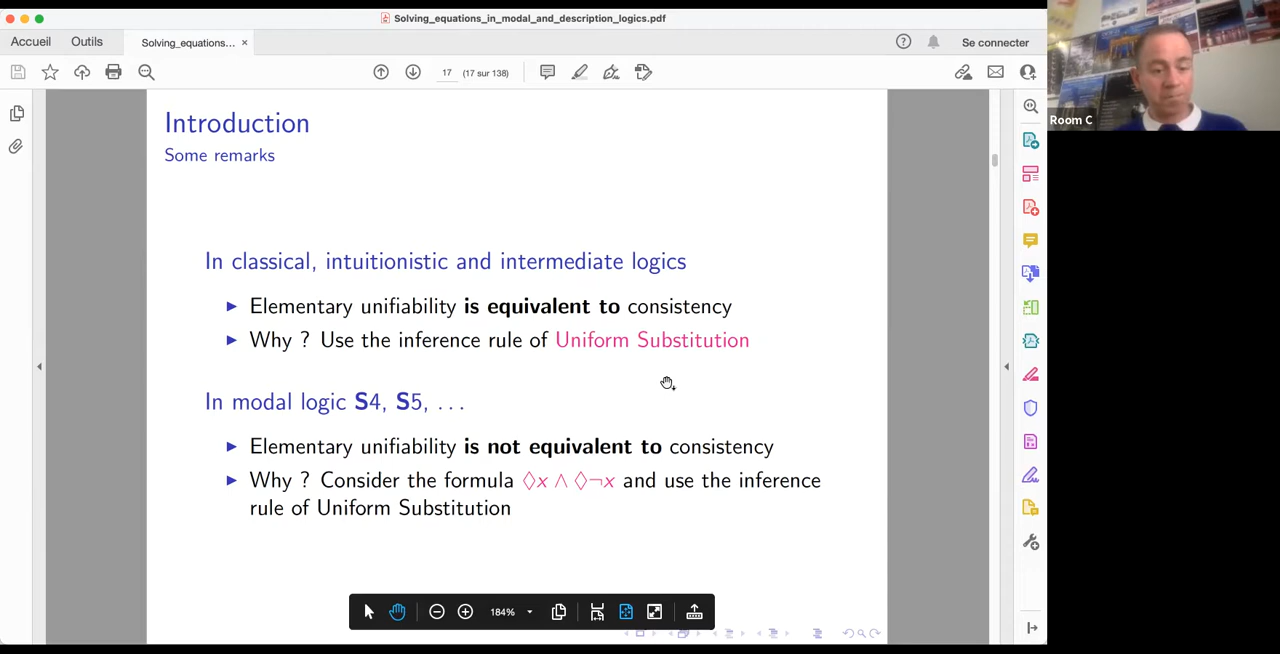 Solving_equations_in_modal_and_description_logics.pdf
Accueil Outils Solving_equations... × Se connecter
17 (17 sur 138)
Introduction
Some remarks
In classical, intuitionistic and intermediate logics
Elementary unifiability is equivalent to consistency
Why ? Use the inference rule of Uniform Substitution
In modal logic S4, S5, ...
Elementary unifiability is not equivalent to consistency
Why ? Consider the formula ◊x ∧ ◊¬x and use the inference
rule of Uniform Substitution
184%
Room C